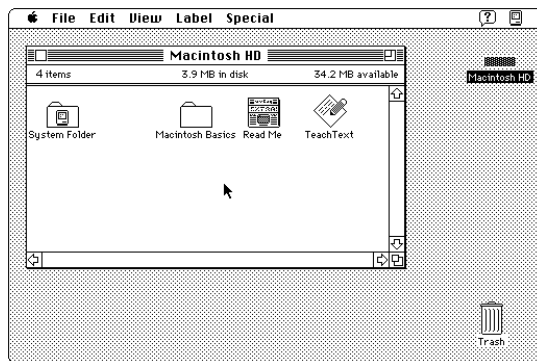 File Edit View Label Special
Macintosh HD
4 items 3.9 MB in disk 34.2 MB available
Macintosh HD
System Folder Macintosh Basics Read Me TeachText
Trash